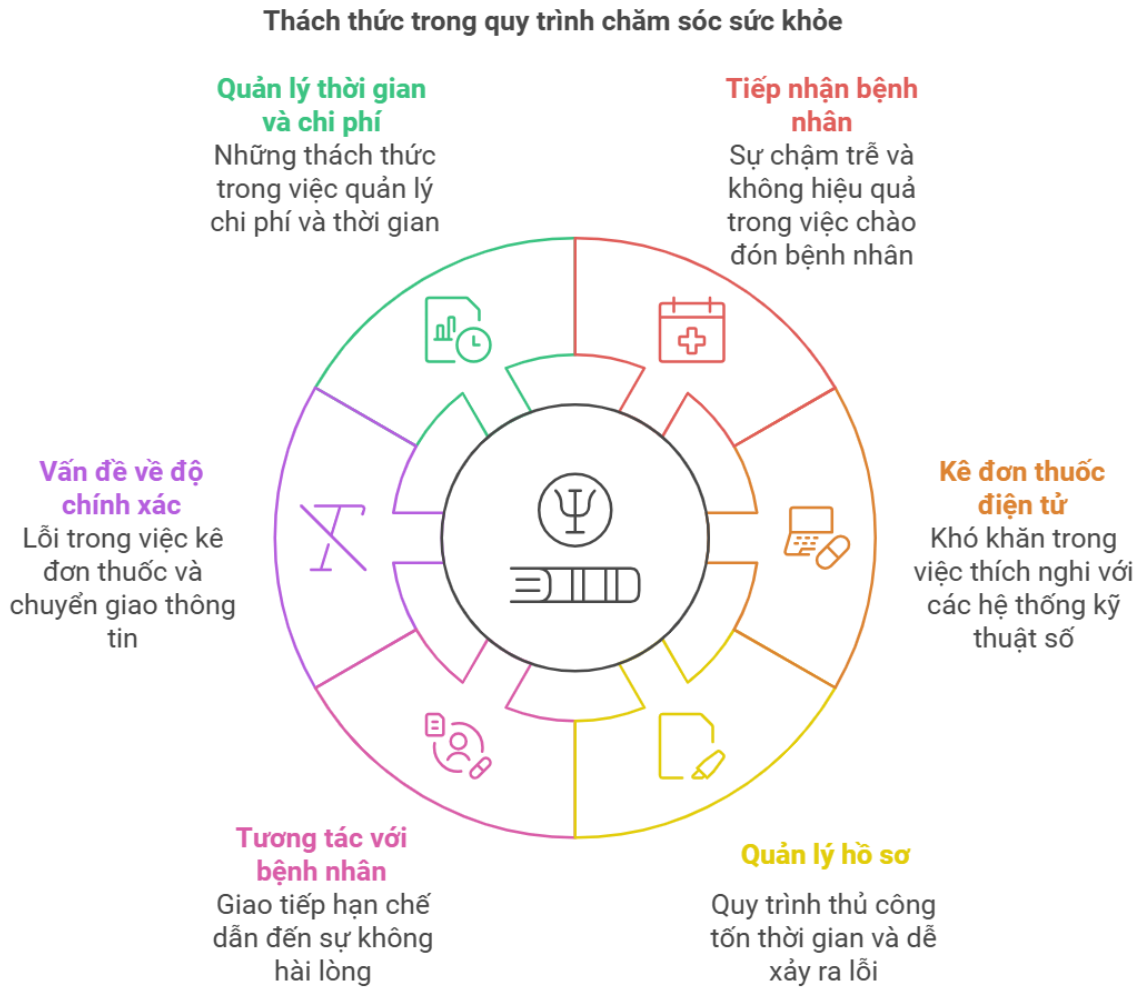 Thách thức trong quy trình chăm sóc sức khỏe
Quản lý thời gian
và chi phí
Những thách thức
trong việc quản lý
chi phí và thời gian
Tiếp nhận bệnh
nhân
Sự chậm trễ và
không hiệu quả
trong việc chào
đón bệnh nhân
Vấn đề về độ
chính xác
Lỗi trong việc kê
đơn thuốc và
chuyển giao thông
tin
Kê đơn thuốc
điện tử
Khó khăn trong
việc thích nghi với
các hệ thống kỹ
thuật số
Tương tác với
bệnh nhân
Giao tiếp hạn chế
dẫn đến sự không
hài lòng
Quản lý hồ sơ
Quy trình thủ công
tốn thời gian và dễ
xảy ra lỗi